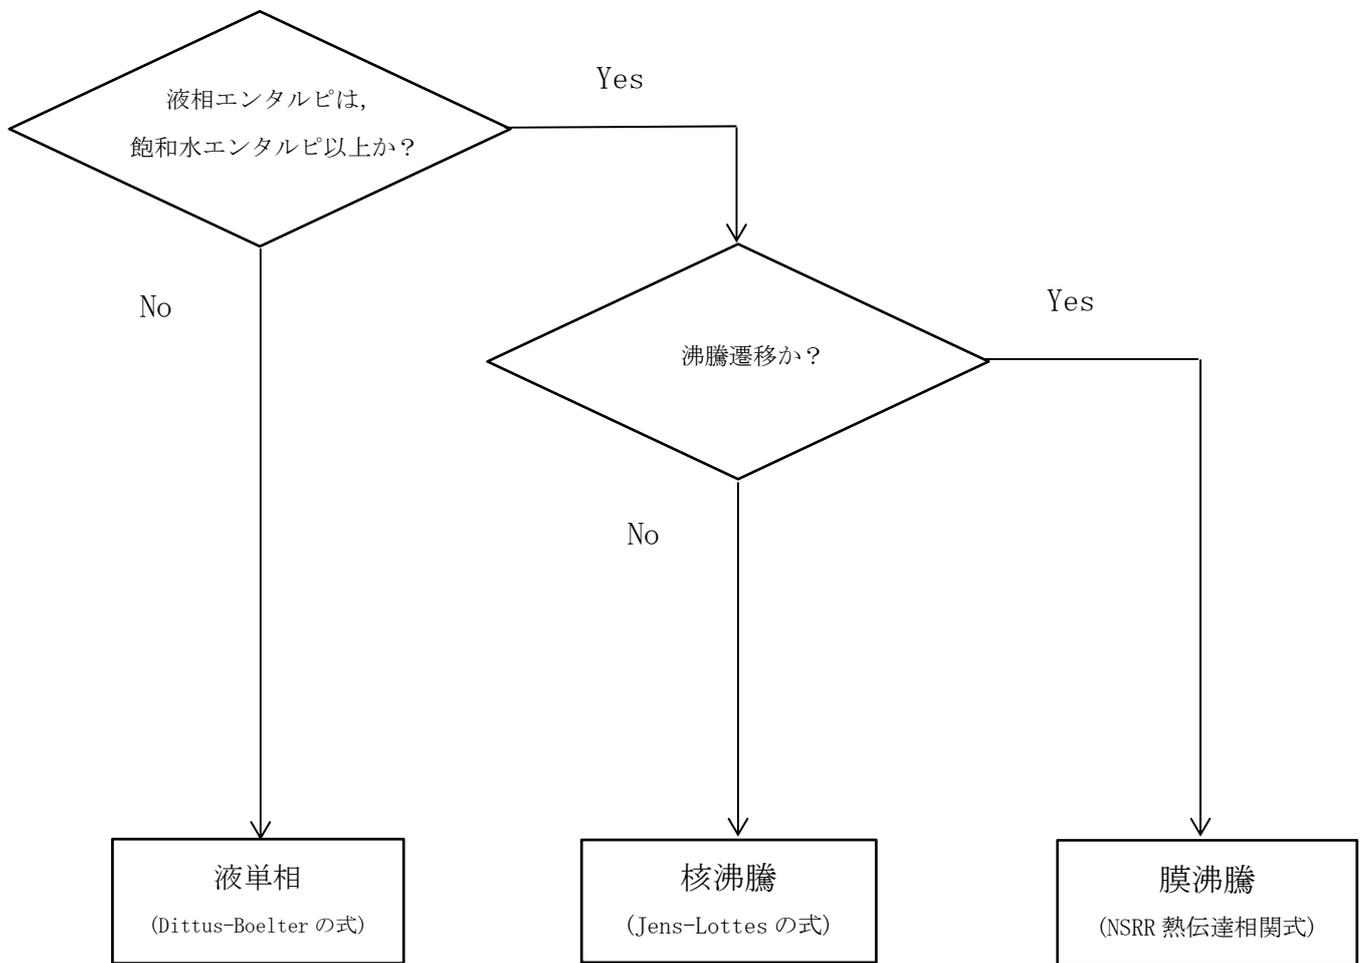 液相エンタルピは,
飽和水エンタルピ以上か？
Yes
No
沸騰遷移か？
Yes
No
液単相
(Dittus-Boelter の式)
核沸騰
(Jens-Lottes の式)
膜沸騰
(NSRR 熱伝達相関式)